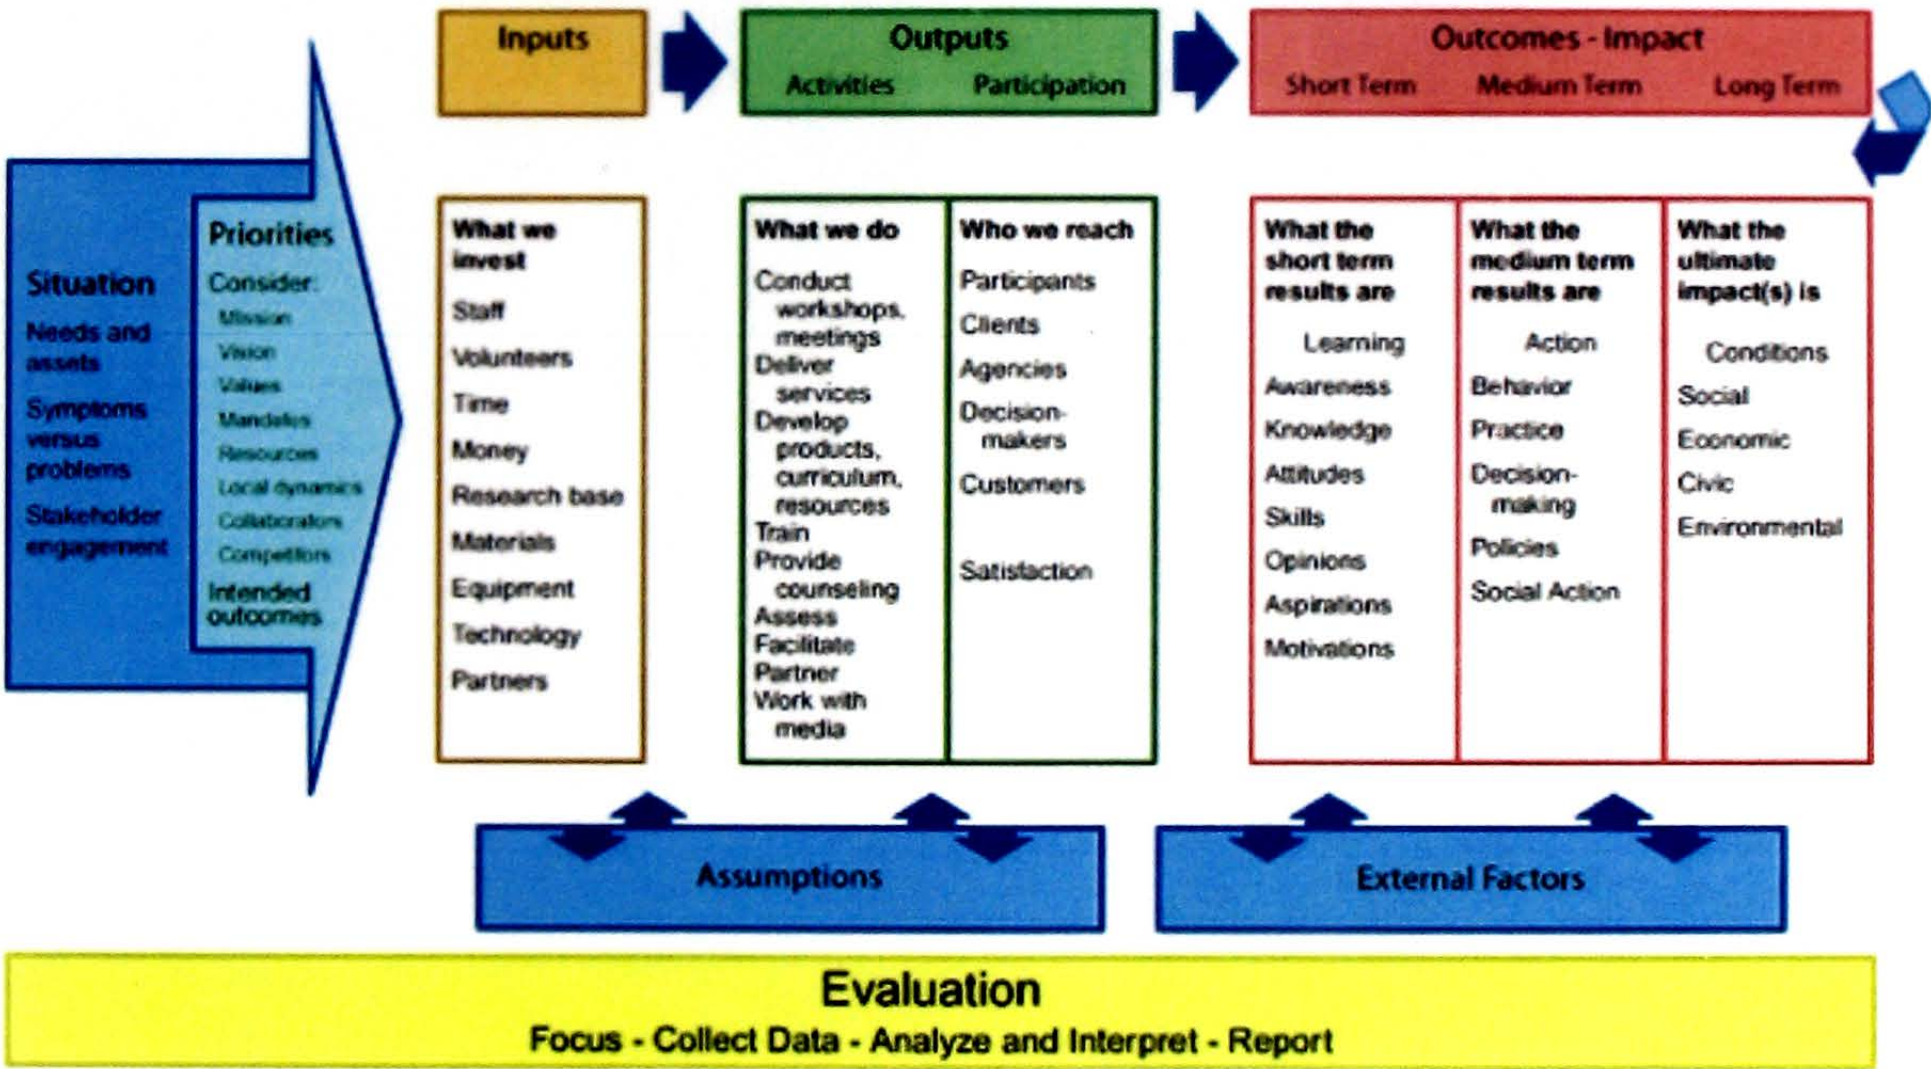 Inputs
Outputs
Activities Participation
Outcomes - Impact
Short Term Medium Term Long Term
Situation
Needs and
assets
Symptoms
versus
problems
Stakeholder
engagement
Priorities
Consider:
Mission
Vision
Values
Mandates
Resources
Local dynamics
Collaborators
Competitors
Intended
outcomes
What we
invest
Staff
Volunteers
Time
Money
Research base
Materials
Equipment
Technology
Partners
What we do
Conduct
workshops,
meetings
Deliver
services
Develop
products,
curriculum,
resources
Train
Provide
counseling
Assess
Facilitate
Partner
Work with
media
Who we reach
Participants
Clients
Agencies
Decision-
makers
Customers
Satisfaction
What the
short term
results are
Learning
Awareness
Knowledge
Attitudes
Skills
Opinions
Aspirations
Motivations
What the
medium term
results are
Action
Behavior
Practice
Decision-
making
Policies
Social Action
What the
ultimate
impact(s) is
Conditions
Social
Economic
Civic
Environmental
Assumptions
External Factors
Evaluation
Focus - Collect Data - Analyze and Interpret - Report